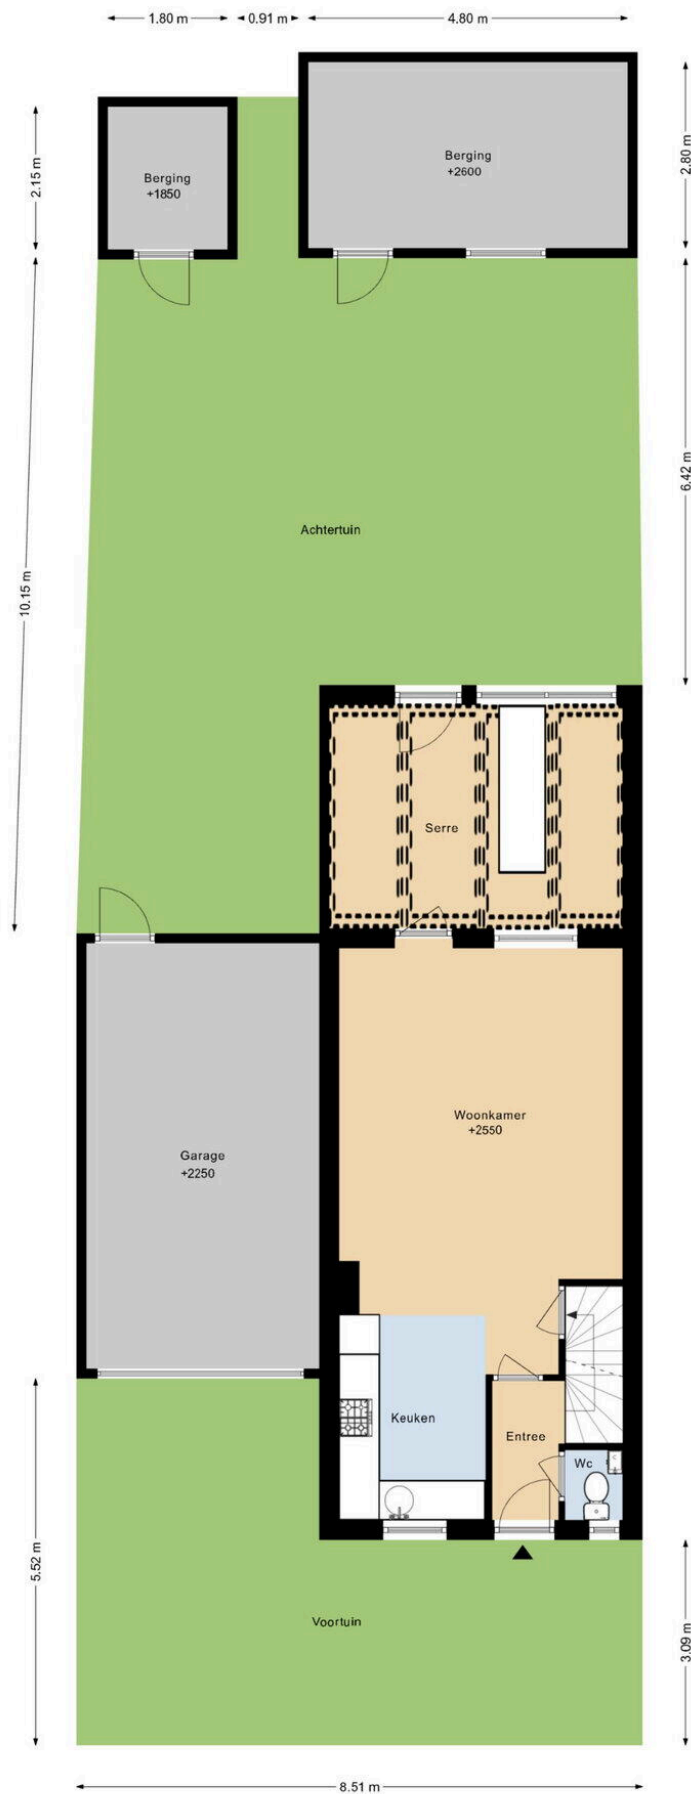 1.80 m
0.91 m
4.80 m
2.15 m
Berging
+1850
Berging
+2600
2.80 m
10.15 m
6.42 m
Achtertuin
Serre
Woonkamer
+2550
Garage
+2250
Keuken
Entree
Wc
5.52 m
Voortuin
3.09 m
8.51 m